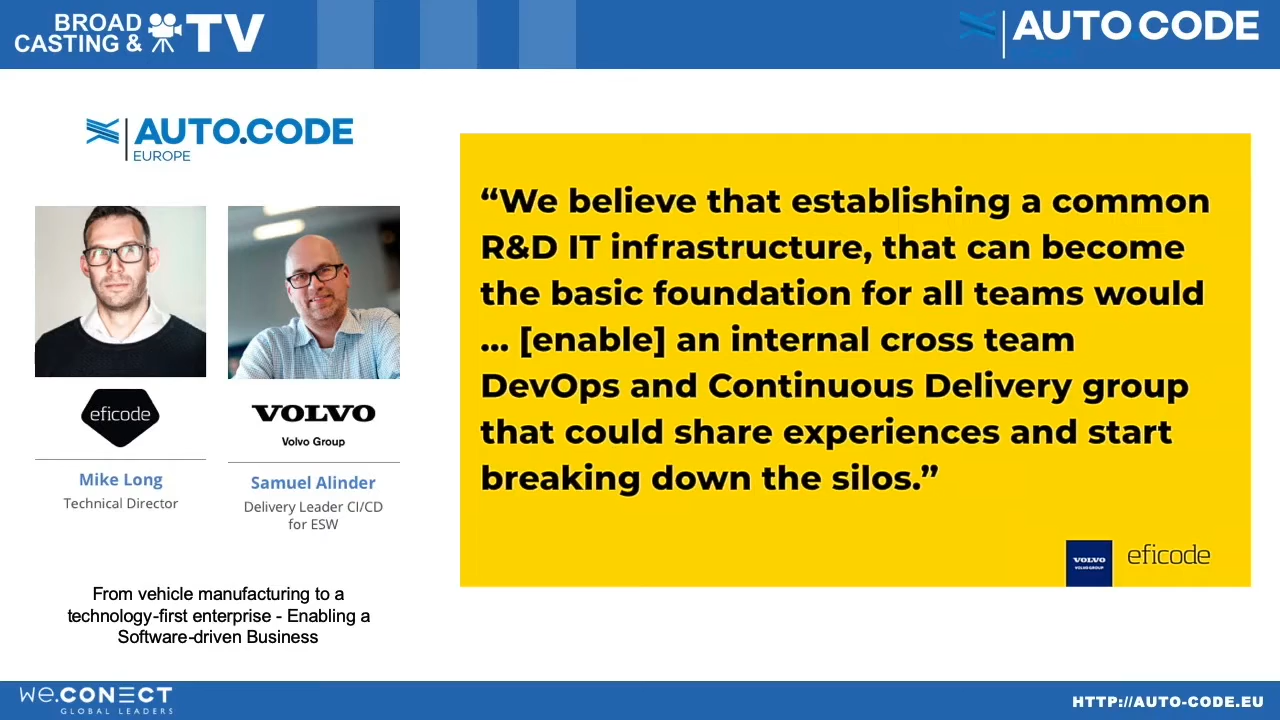 BROAD
CASTING & TV
AUTO CODE
AUTO.CODE
EUROPE
eficode
Mike Long
Technical Director
VOLVO
Volvo Group
Samuel Alinder
Delivery Leader CI/CD
for ESW
From vehicle manufacturing to a
technology-first enterprise - Enabling a
Software-driven Business
“We believe that establishing a common
R&D IT infrastructure, that can become
the basic foundation for all teams would
... [enable] an internal cross team
DevOps and Continuous Delivery group
that could share experiences and start
breaking down the silos.”
VOLVO
VOLVO GROUP
eficode
we.CONECT
GLOBAL LEADERS
HTTP://AUTO-CODE.EU